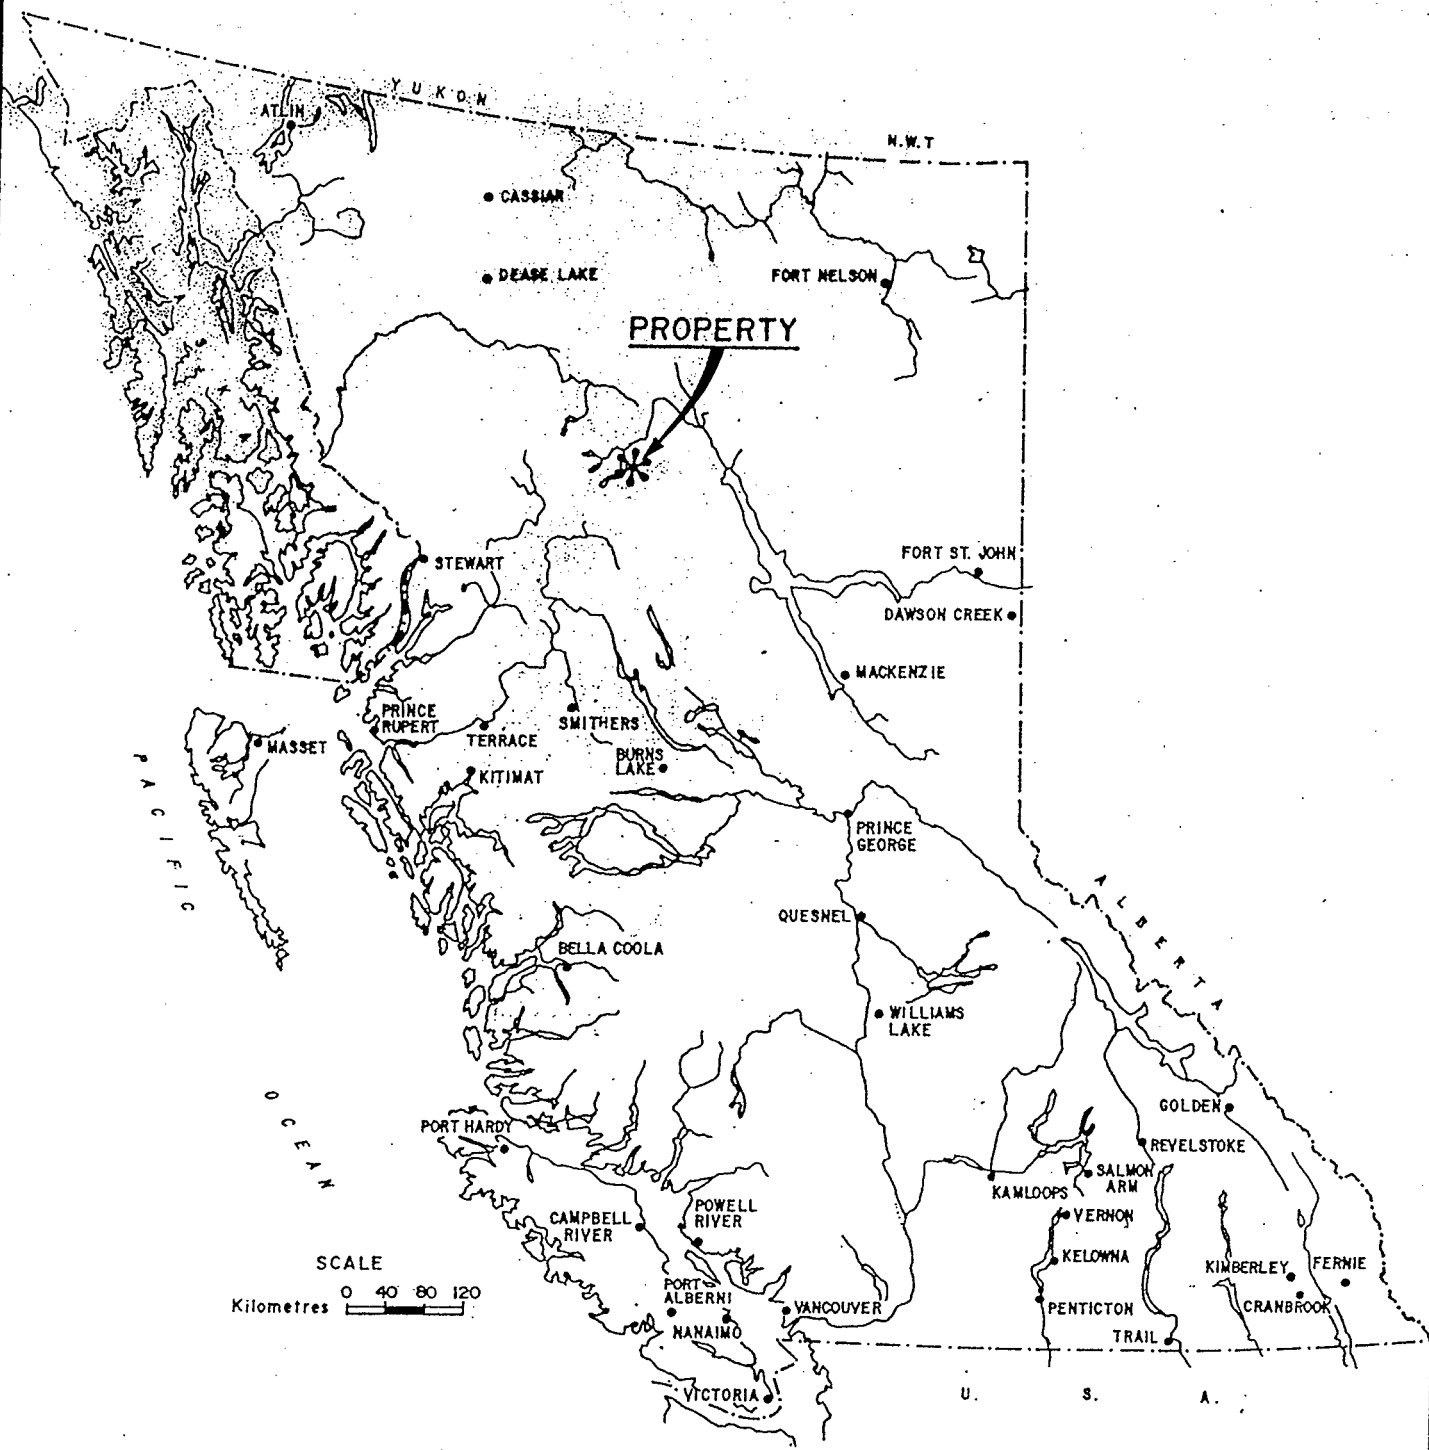 YUKON
N.W.T
ATLIN
CASSIAR
DEASE LAKE
FORT NELSON
PROPERTY
ALASKA
STEWART
FORT ST. JOHN
DAWSON CREEK
MACKENZIE
PRINCE
RUPERT
SMITHERS
TERRACE
MASSET
BURNS
LAKE
KITIMAT
PACIFIC
PRINCE
GEORGE
ALBERTA
QUESNEL
BELLA COOLA
WILLIAMS
LAKE
OCEAN
GOLDEN
PORT HARDY
REVELSTOKE
SALMON
ARM
KAMLOOPS
POWELL
RIVER
CAMPBELL
RIVER
VERNON
KELOWNA
SCALE
0 40 80 120
Kilometres
KIMBERLEY
FERNIE
PORT
ALBERNI
VANCOUVER
PENTICTON
CRANBROOK
NANAIMO
TRAIL
VICTORIA
U. S. A.